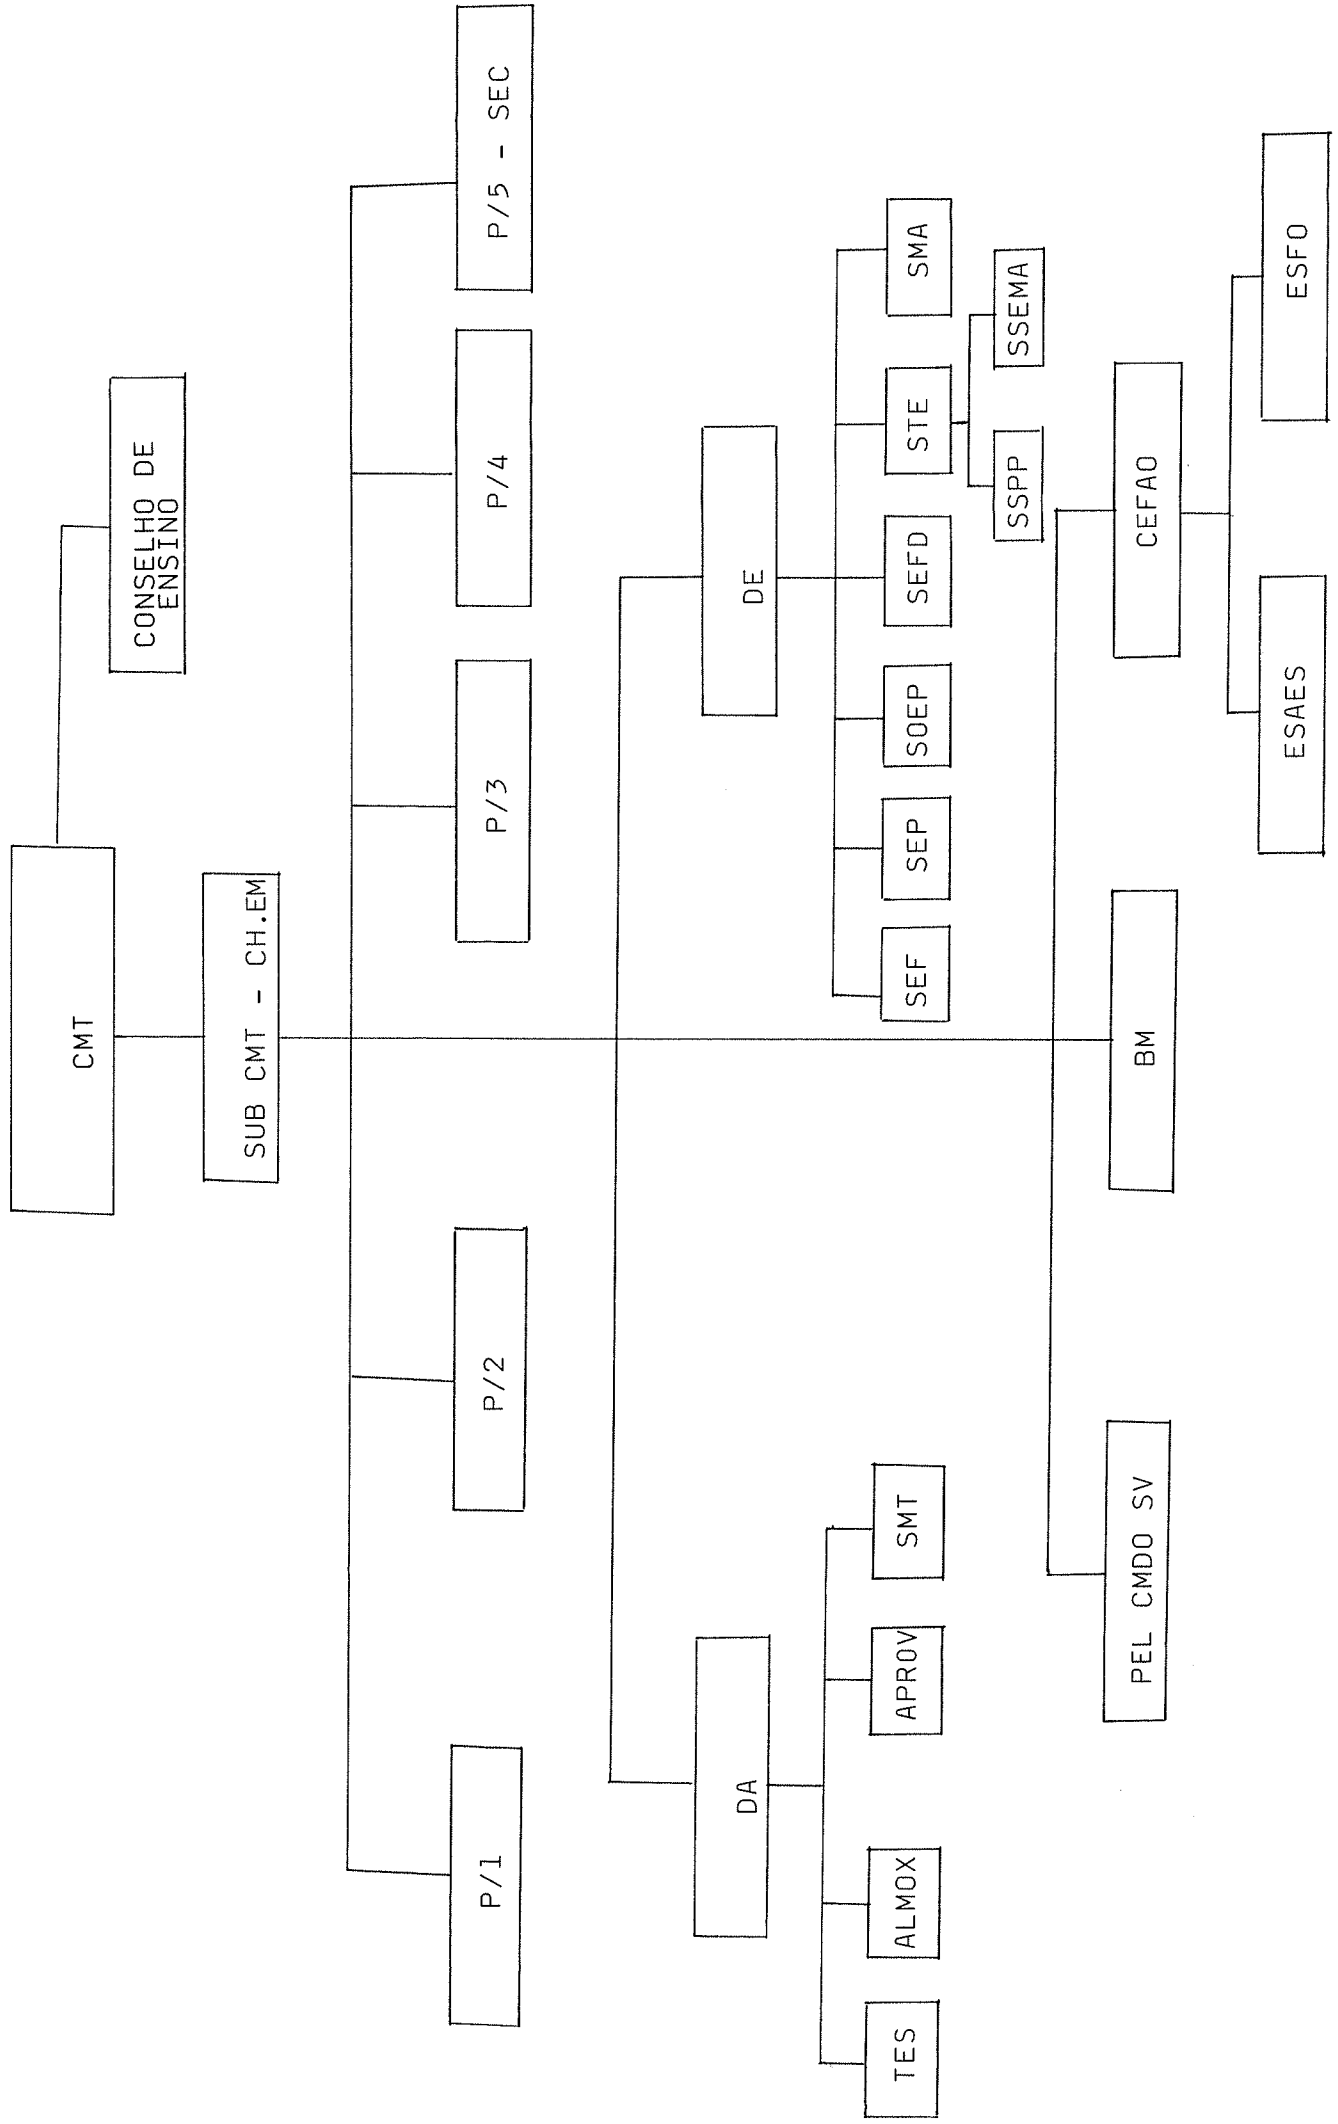 CMT
CONSELHO DE
ENSINO
SUB CMT - CH.EM
P/1
P/2
P/3
P/4
P/5 - SEC
DA
DE
TES
ALMOX
APROV
SMT
SEF
SEP
SOEP
SEFD
STE
SMA
SSPP
SSEMA
PEL CMDO SV
BM
CEFAO
ESAES
ESFO